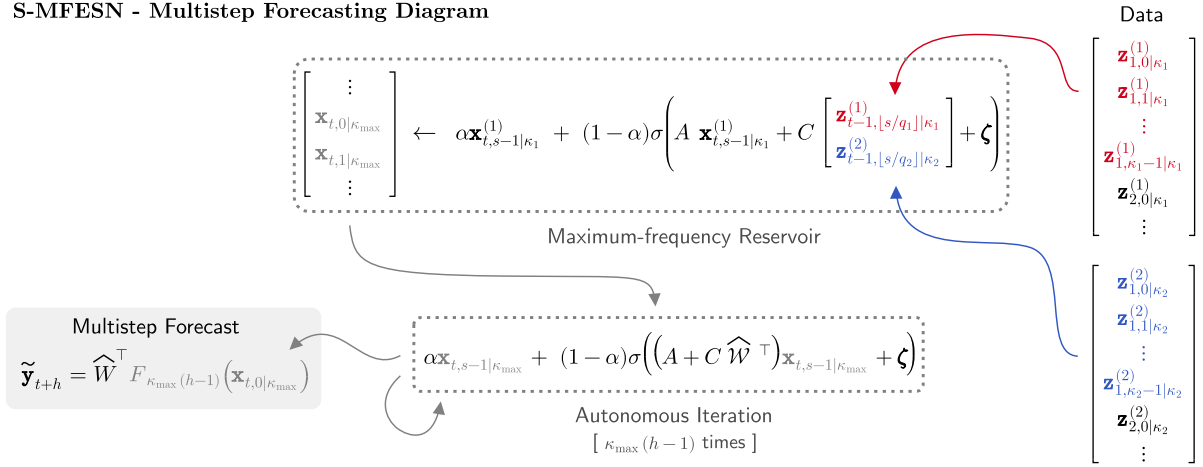 S-MFESN - Multistep Forecasting Diagram
Data
⋮
𝐱_{t,0|κ_max}
𝐱_{t,1|κ_max}
⋮
← α𝐱^{(1)}_{t,s−1|κ_1} + (1−α)σ(A 𝐱^{(1)}_{t,s−1|κ_1} + C [𝐳^{(1)}_{t−1,⌊s/q_1⌋|κ_1} 𝐳^{(2)}_{t−1,⌊s/q_2⌋|κ_2}] + 𝛇)
Maximum-frequency Reservoir
𝐳^{(1)}_{1,0|κ_1}
𝐳^{(1)}_{1,1|κ_1}
⋮
𝐳^{(1)}_{1,κ_1−1|κ_1}
𝐳^{(1)}_{2,0|κ_1}
⋮
𝐳^{(2)}_{1,0|κ_2}
𝐳^{(2)}_{1,1|κ_2}
⋮
𝐳^{(2)}_{1,κ_2−1|κ_2}
𝐳^{(2)}_{2,0|κ_2}
⋮
Multistep Forecast
𝐲̃_{t+h} = Ŵ^⊤ F_{κ_max(h−1)}(𝐱_{t,0|κ_max})
α𝐱_{t,s−1|κ_max} + (1−α)σ((A + C 𝒲̂ ^⊤)𝐱_{t,s−1|κ_max} + 𝛇)
Autonomous Iteration
[ κ_max (h−1) times ]